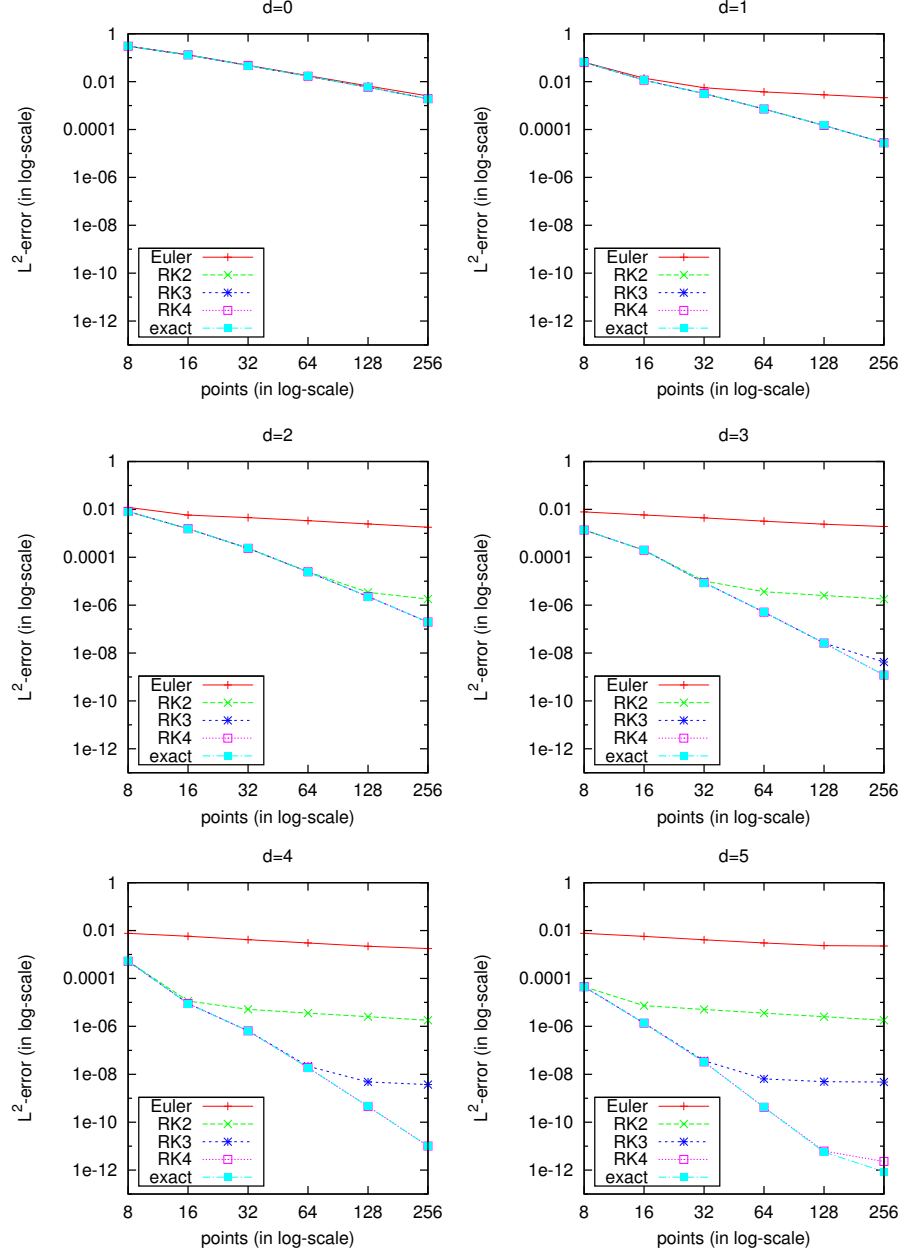 d=0
1
0.01
0.0001
1e-06
1e-08
1e-10
1e-12
L²-error (in log-scale)
Euler
RK2
RK3
RK4
exact
8 16 32 64 128 256
points (in log-scale)
d=1
1
0.01
0.0001
1e-06
1e-08
1e-10
1e-12
L²-error (in log-scale)
Euler
RK2
RK3
RK4
exact
8 16 32 64 128 256
points (in log-scale)
d=2
1
0.01
0.0001
1e-06
1e-08
1e-10
1e-12
L²-error (in log-scale)
Euler
RK2
RK3
RK4
exact
8 16 32 64 128 256
points (in log-scale)
d=3
1
0.01
0.0001
1e-06
1e-08
1e-10
1e-12
L²-error (in log-scale)
Euler
RK2
RK3
RK4
exact
8 16 32 64 128 256
points (in log-scale)
d=4
1
0.01
0.0001
1e-06
1e-08
1e-10
1e-12
L²-error (in log-scale)
Euler
RK2
RK3
RK4
exact
8 16 32 64 128 256
points (in log-scale)
d=5
1
0.01
0.0001
1e-06
1e-08
1e-10
1e-12
L²-error (in log-scale)
Euler
RK2
RK3
RK4
exact
8 16 32 64 128 256
points (in log-scale)